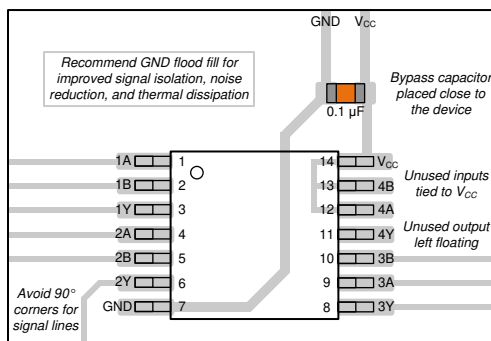 GND VCC
Recommend GND flood fill for
improved signal isolation, noise
reduction, and thermal dissipation
Bypass capacitor
placed close to
the device
0.1 µF
1A 1 14 VCC
1B 2 13 4B
1Y 3 12 4A
2A 4 11 4Y
2B 5 10 3B
2Y 6 9 3A
GND 7 8 3Y
Unused inputs
tied to VCC
Unused output
left floating
Avoid 90°
corners for
signal lines